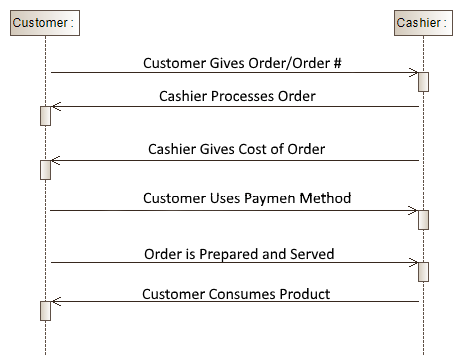 Customer :
Cashier :
Customer Gives Order/Order #
Cashier Processes Order
Cashier Gives Cost of Order
Customer Uses Paymen Method
Order is Prepared and Served
Customer Consumes Product